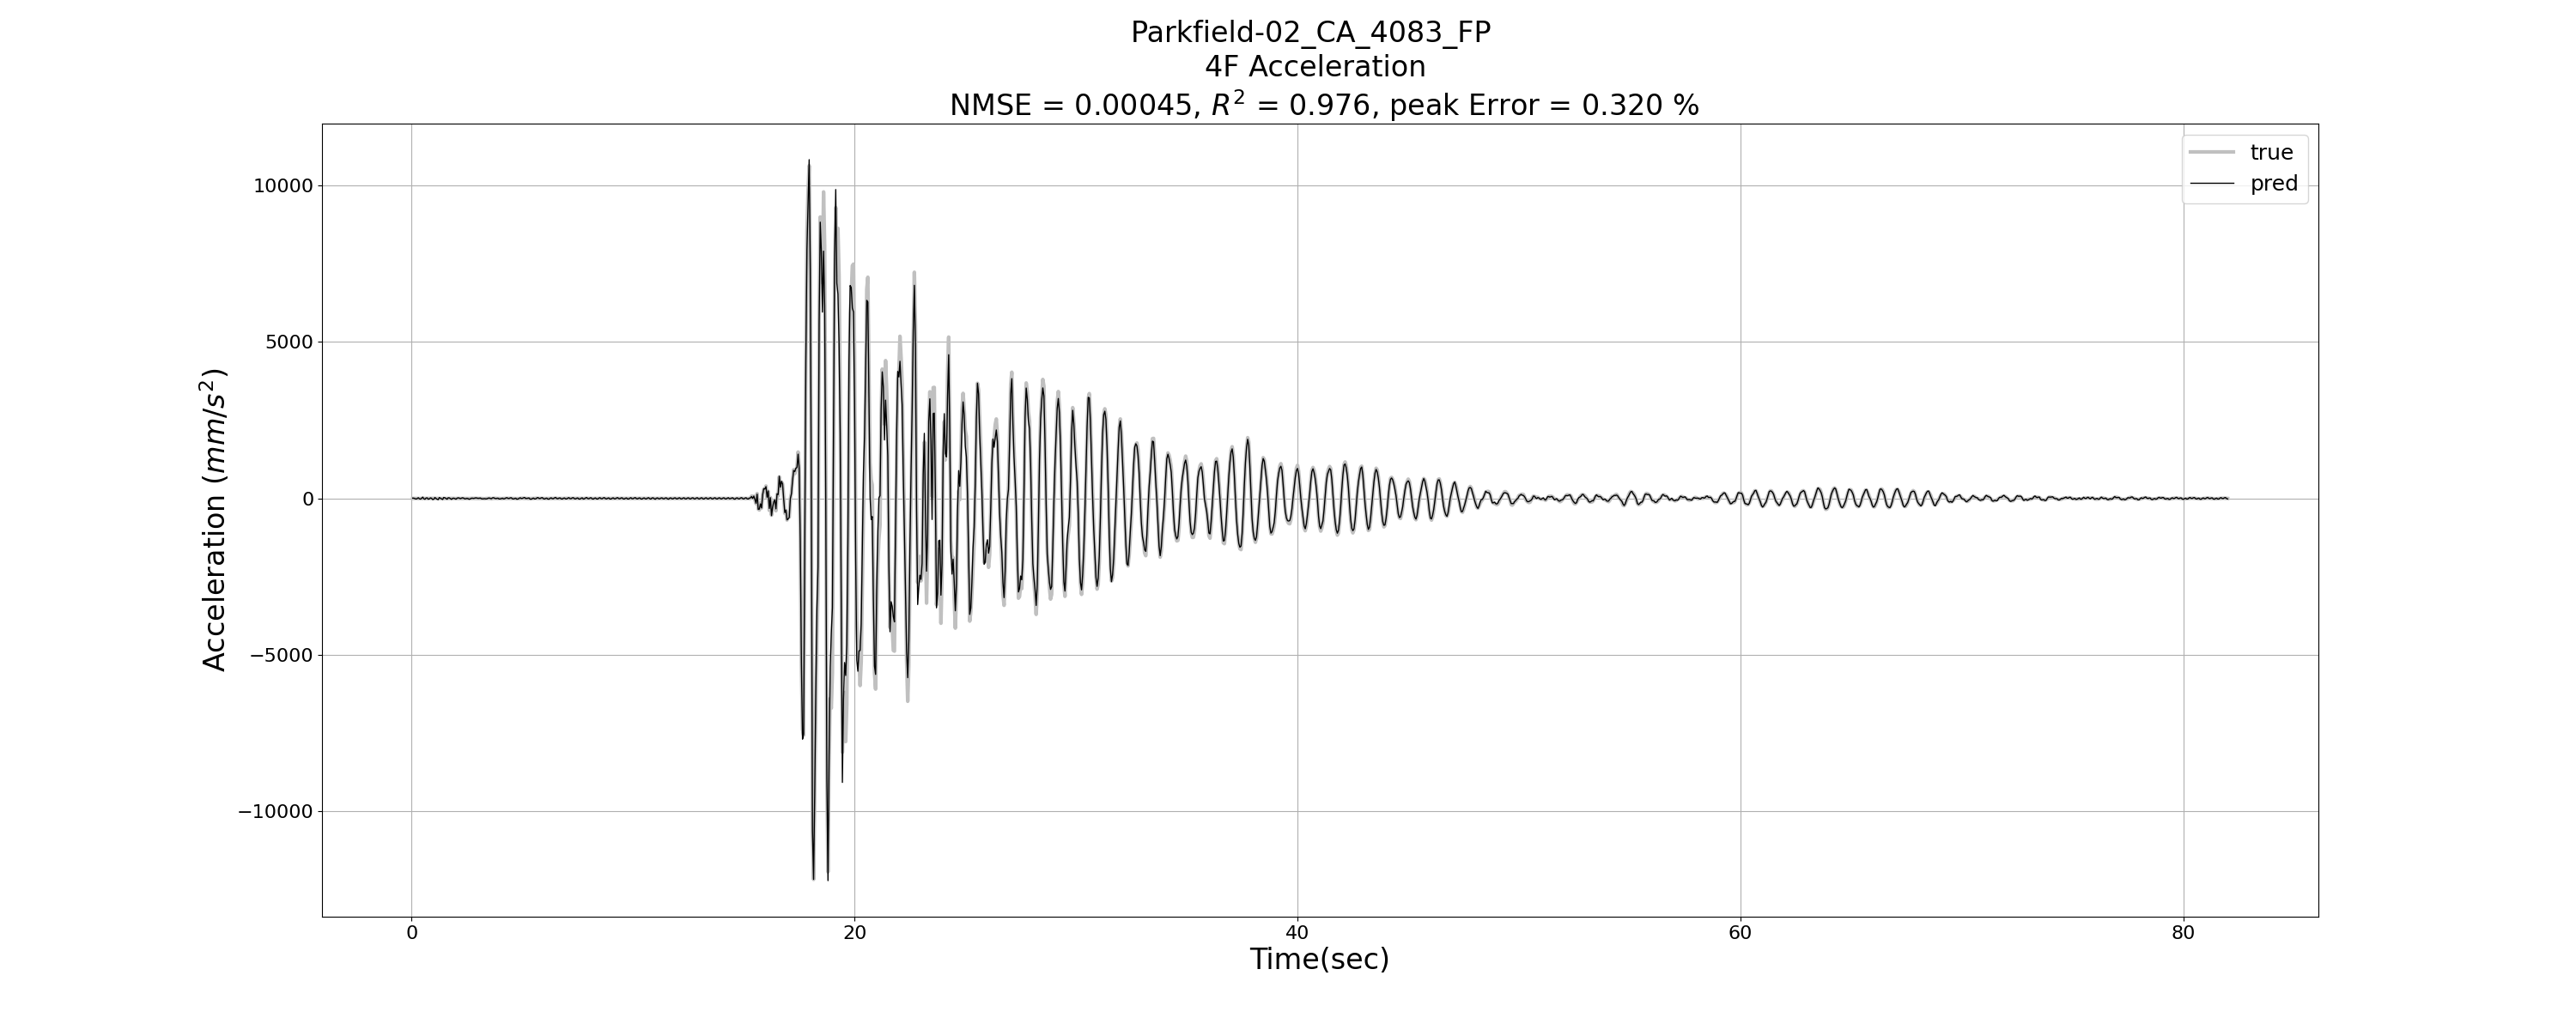 Parkfield-02_CA_4083_FP
4F Acceleration
NMSE = 0.00045, R² = 0.976, peak Error = 0.320 %
true
pred
10000
5000
0
−5000
−10000
Acceleration (mm/s²)
0
20
40
60
80
Time(sec)